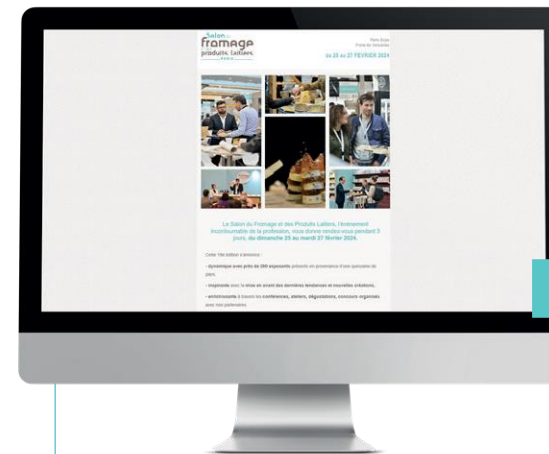 Salon du
fromage
produits laitiers
PARIS
Paris Expo
Porte de Versailles
du 25 au 27 FEVRIER 2024
Le Salon du Fromage et des Produits Laitiers, l'événement
incontournable de la profession, vous donne rendez-vous pendant 3
jours, du dimanche 25 au mardi 27 février 2024.
Cette 18e édition s'annonce :
- dynamique avec près de 280 exposants présents en provenance d'une quinzaine de
pays,
- inspirante avec la mise en avant des dernières tendances et nouvelles créations,
- enrichissante à travers les conférences, ateliers, dégustations, concours organisés
avec nos partenaires.